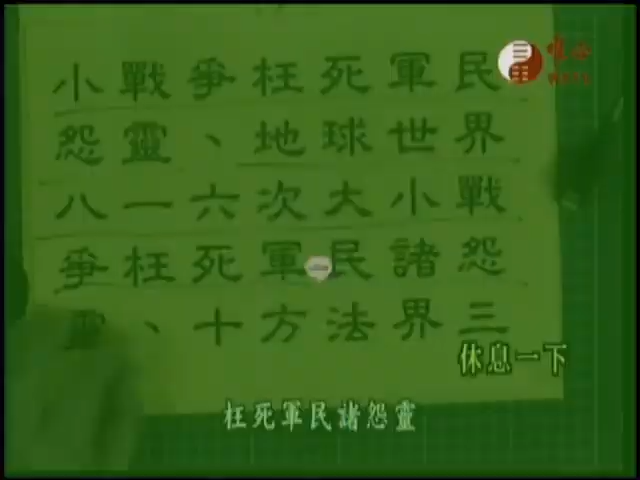 唯心
小戰爭枉死軍民
怨靈、地球世界
八一六次大小戰
爭枉死軍民諸怨
靈、十方法界三
休息一下
枉死軍民諸怨靈